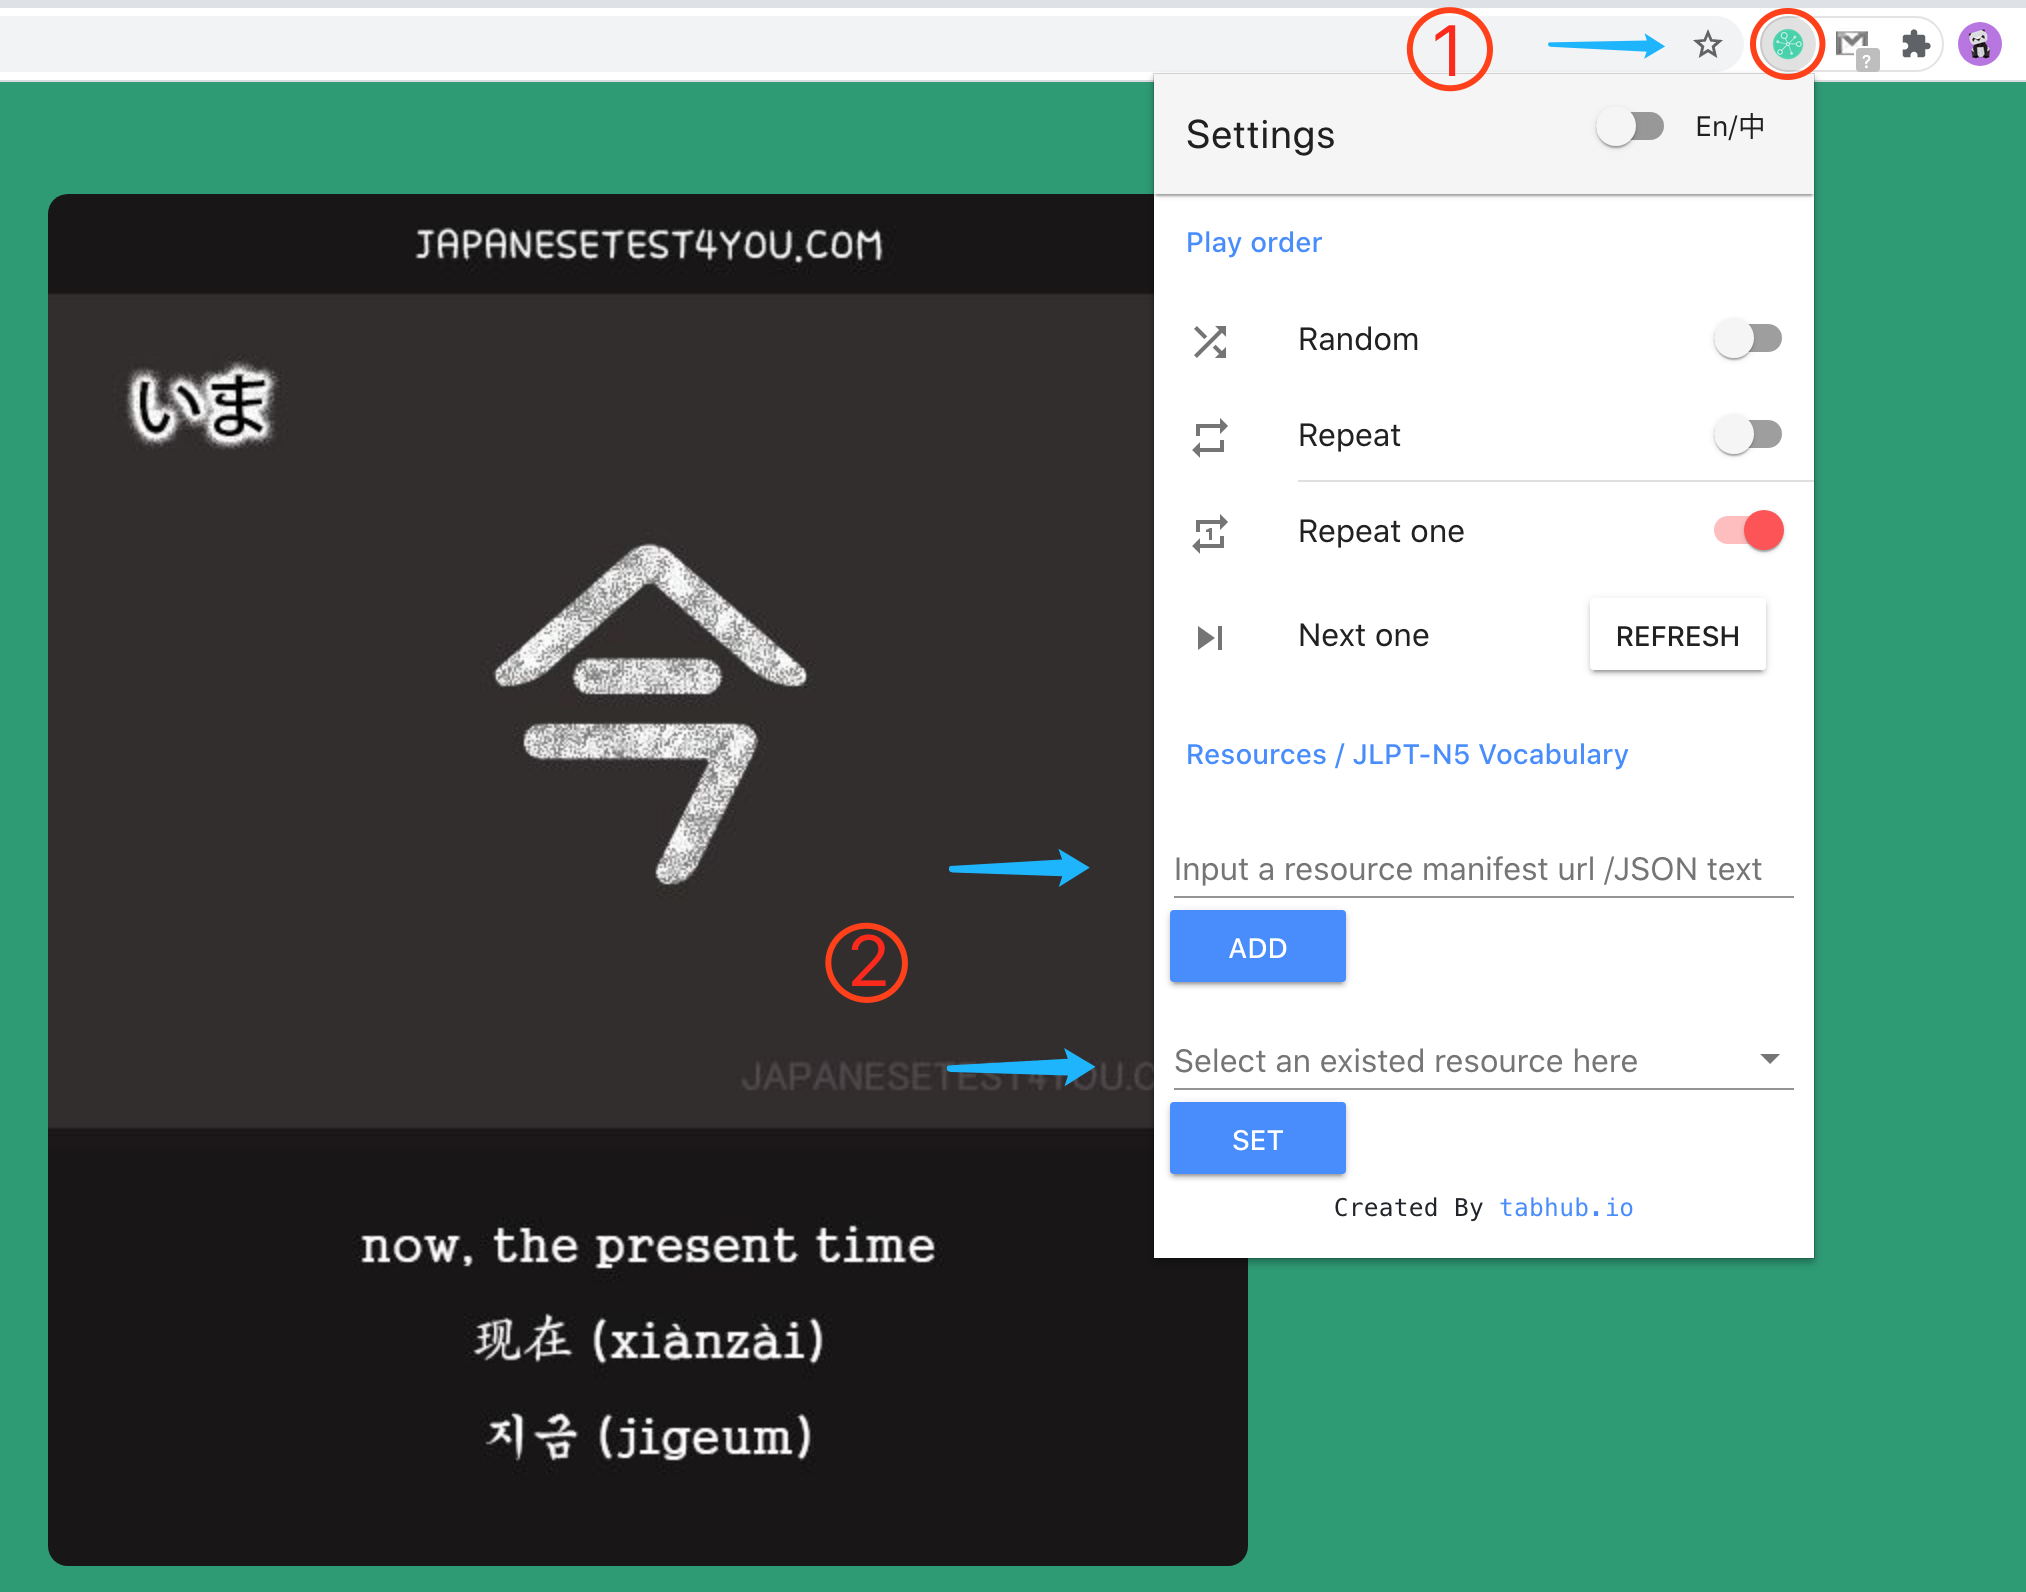 ①
?
Settings
En/中
JAPANESETEST4YOU.COM
Play order
いま
Random
Repeat
1
Repeat one
今
Next one
REFRESH
Resources / JLPT-N5 Vocabulary
Input a resource manifest url /JSON text
ADD
②
JAPANESETEST4YOU.C
Select an existed resource here
SET
Created By tabhub.io
now, the present time
现在 (xiànzài)
지금 (jigeum)